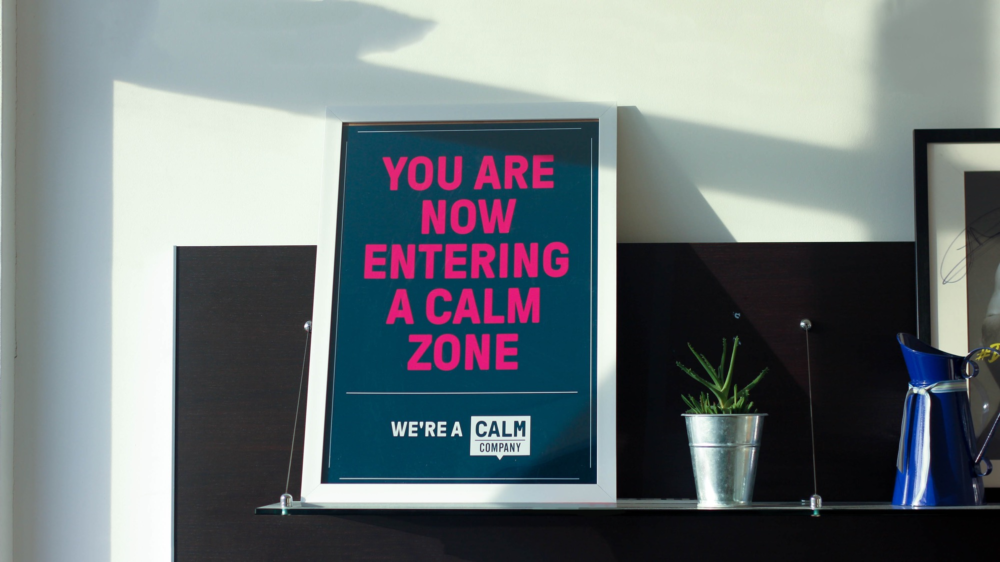 YOU ARE
NOW
ENTERING
A CALM
ZONE
WE'RE A CALM
COMPANY